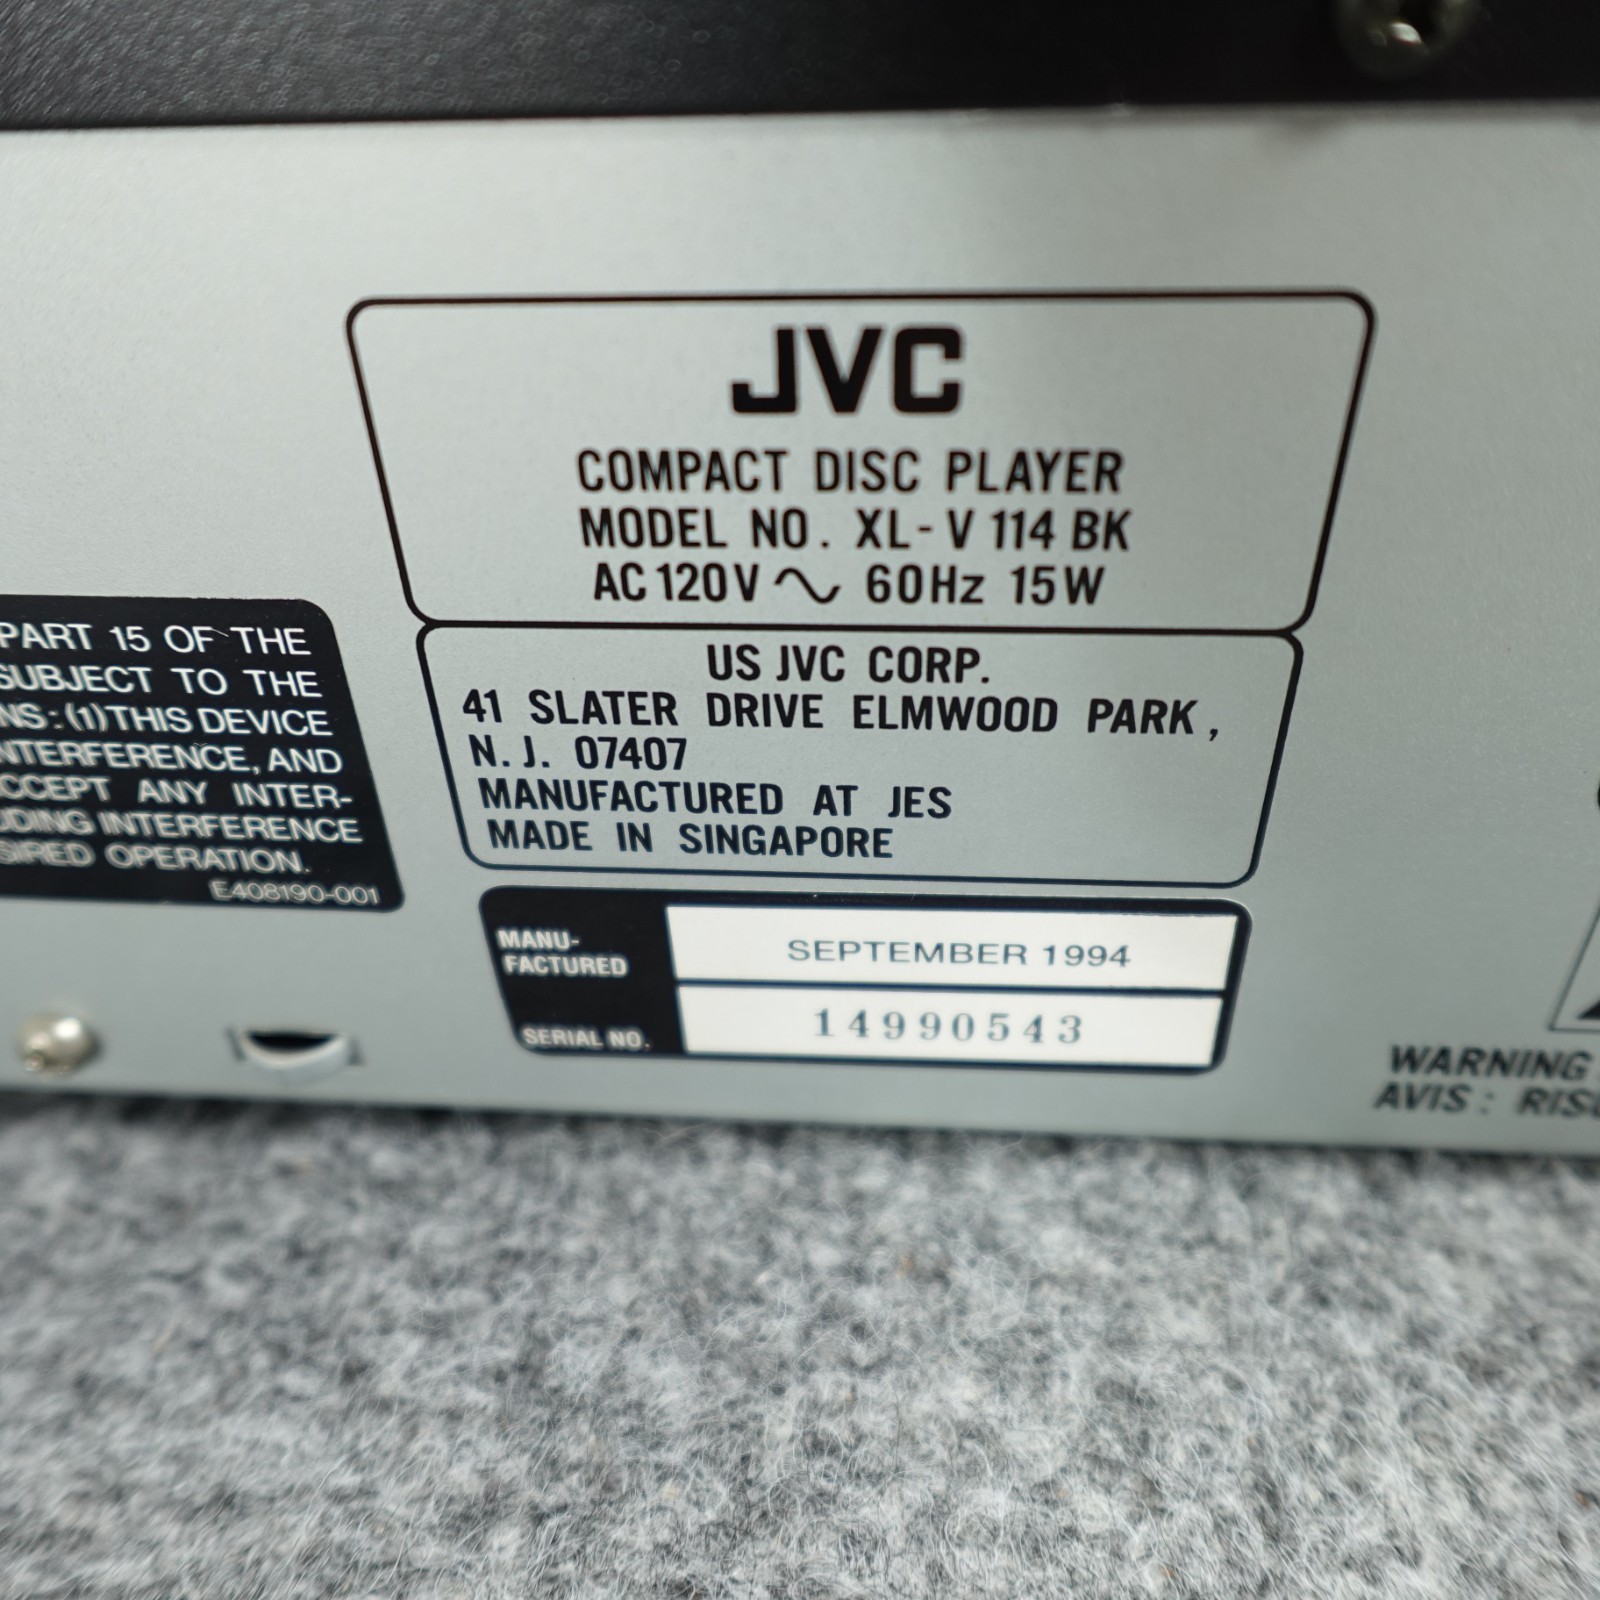 JVC
COMPACT DISC PLAYER
MODEL NO. XL-V 114 BK
AC 120V ~ 60Hz 15W
US JVC CORP.
41 SLATER DRIVE ELMWOOD PARK,
N. J. 07407
MANUFACTURED AT JES
MADE IN SINGAPORE
PART 15 OF THE
SUBJECT TO THE
NS: (1) THIS DEVICE
NTERFERENCE, AND
CCEPT ANY INTER-
DING INTERFERENCE
SIRED OPERATION.
E408190-001
MANU-
FACTURED
SEPTEMBER 1994
SERIAL NO.
14990543
WARNING
AVIS : RIS